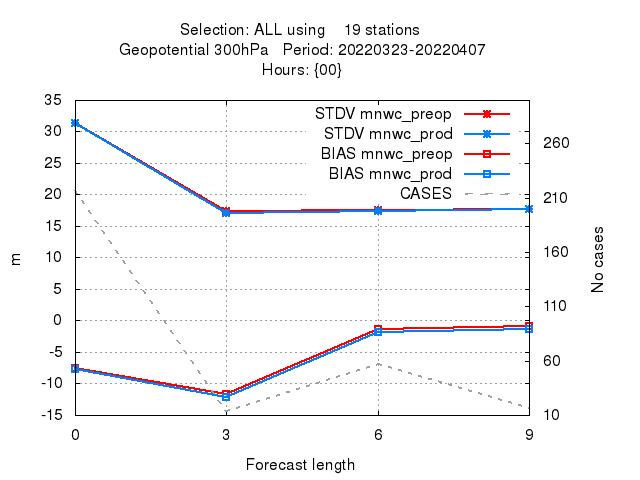 Selection: ALL using 19 stations
Geopotential 300hPa Period: 20220323-20220407
Hours: {00}
35
30
25
20
15
10
5
0
-5
-10
-15
m
STDV mnwc_preop
STDV mnwc_prod
BIAS mnwc_preop
BIAS mnwc_prod
CASES
260
210
160
110
60
10
No cases
0 3 6 9
Forecast length